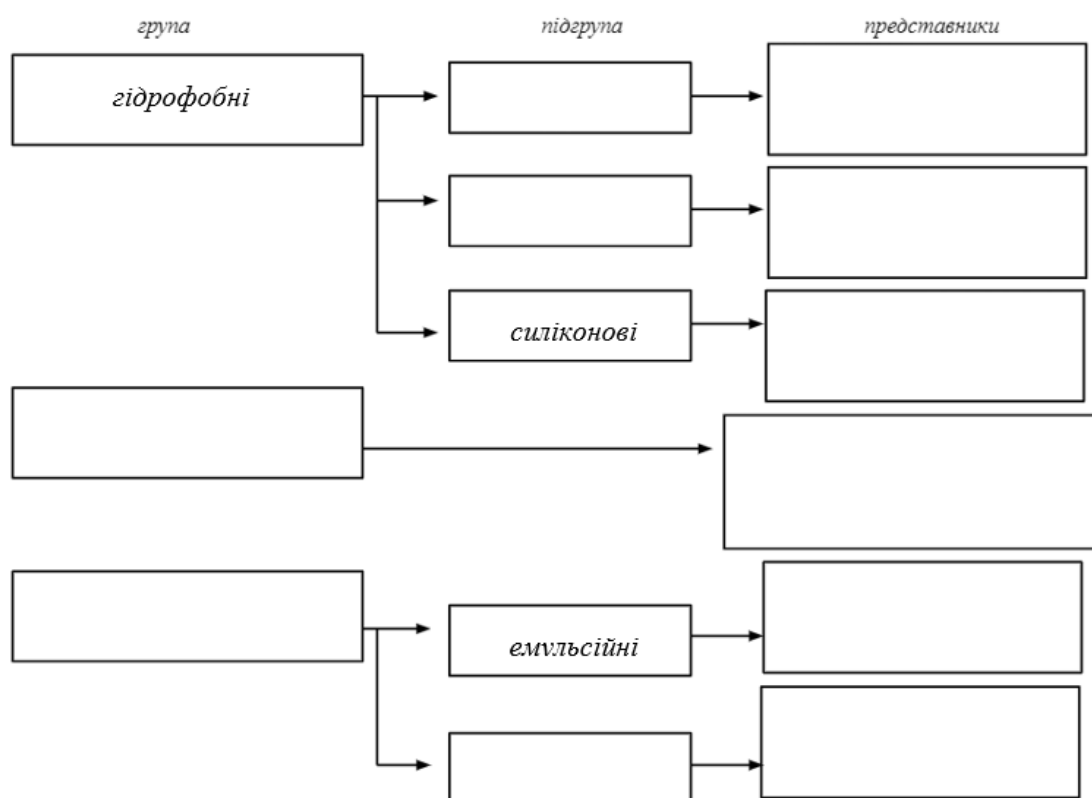 група підгрупа представники
гідрофобні
силіконові
емульсійні